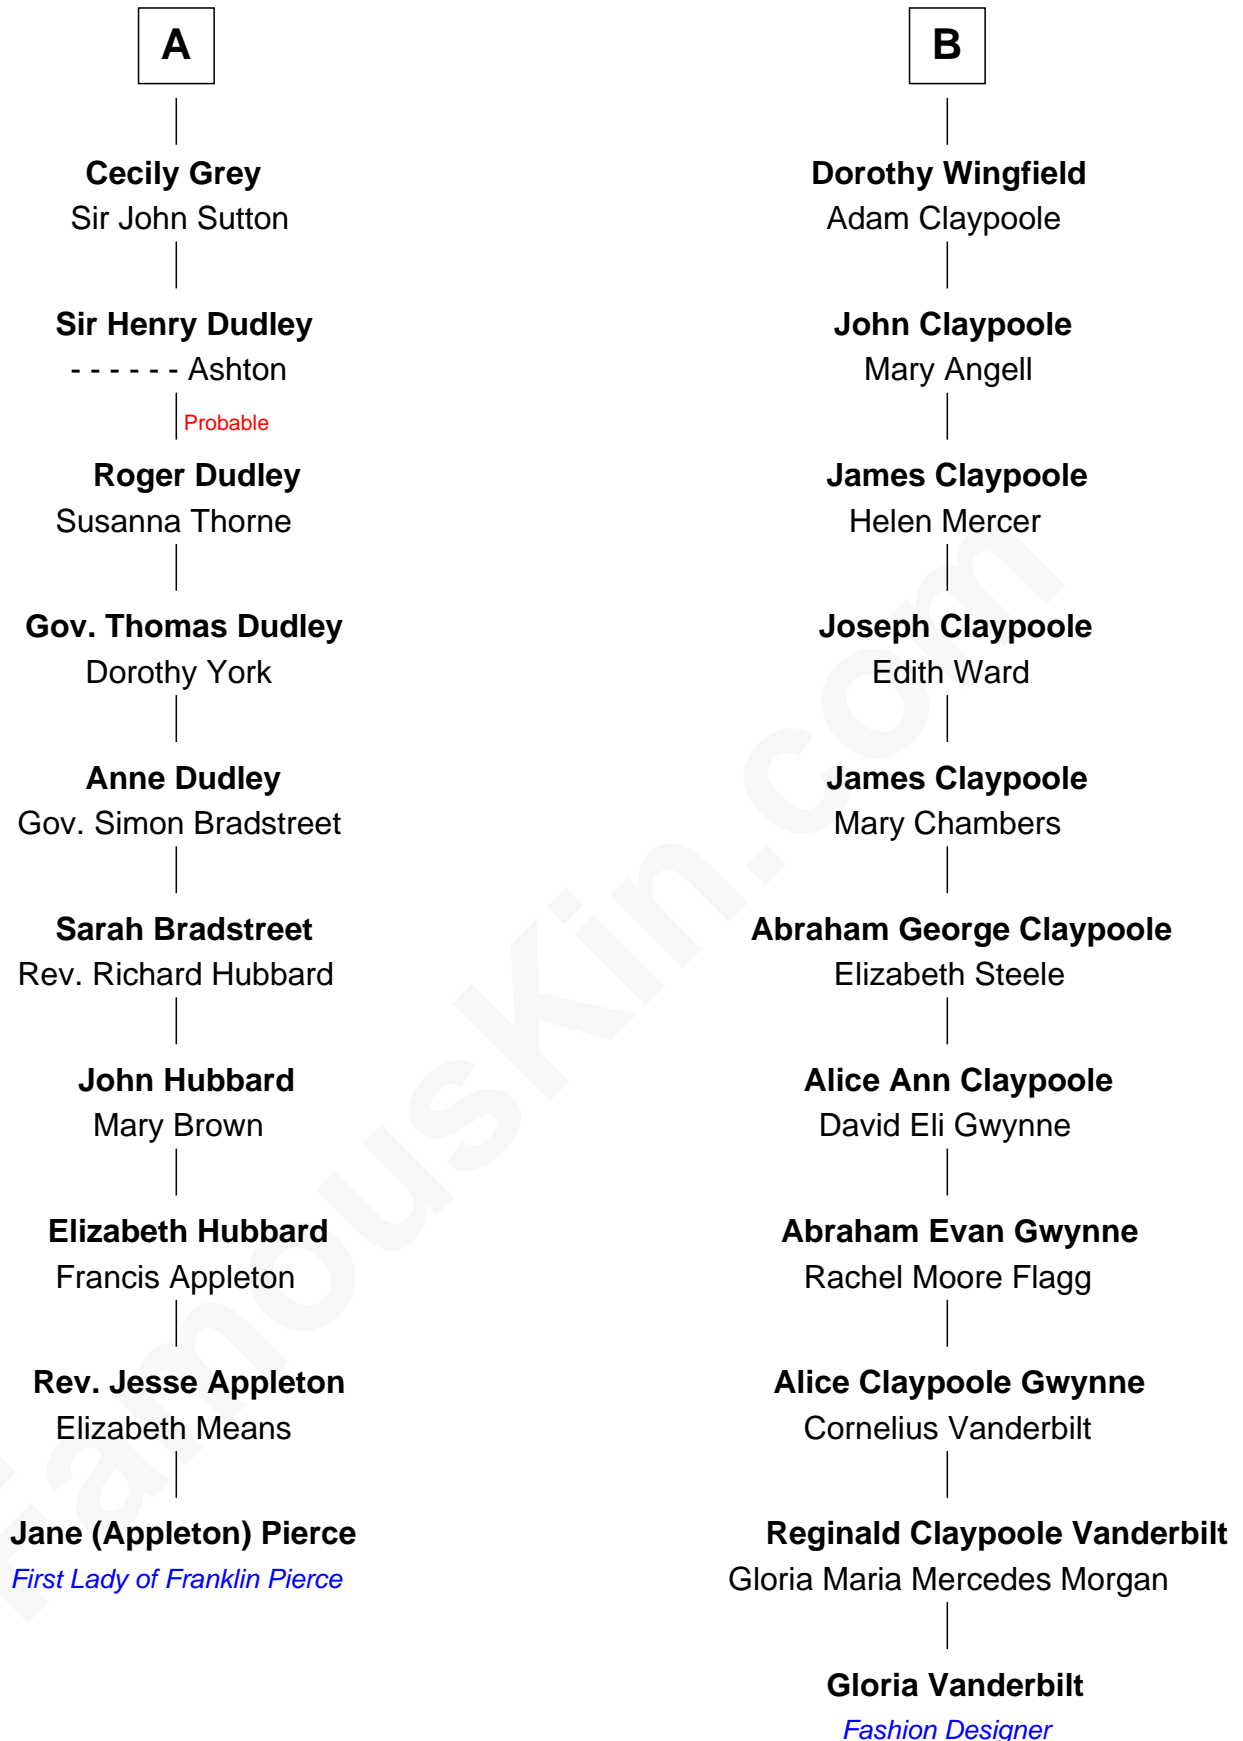 A
Cecily Grey
Sir John Sutton
Sir Henry Dudley
- - - - - - Ashton
Probable
Roger Dudley
Susanna Thorne
Gov. Thomas Dudley
Dorothy York
Anne Dudley
Gov. Simon Bradstreet
Sarah Bradstreet
Rev. Richard Hubbard
John Hubbard
Mary Brown
Elizabeth Hubbard
Francis Appleton
Rev. Jesse Appleton
Elizabeth Means
Jane (Appleton) Pierce
First Lady of Franklin Pierce
B
Dorothy Wingfield
Adam Claypoole
John Claypoole
Mary Angell
James Claypoole
Helen Mercer
Joseph Claypoole
Edith Ward
James Claypoole
Mary Chambers
Abraham George Claypoole
Elizabeth Steele
Alice Ann Claypoole
David Eli Gwynne
Abraham Evan Gwynne
Rachel Moore Flagg
Alice Claypoole Gwynne
Cornelius Vanderbilt
Reginald Claypoole Vanderbilt
Gloria Maria Mercedes Morgan
Gloria Vanderbilt
Fashion Designer
FamousKin.com